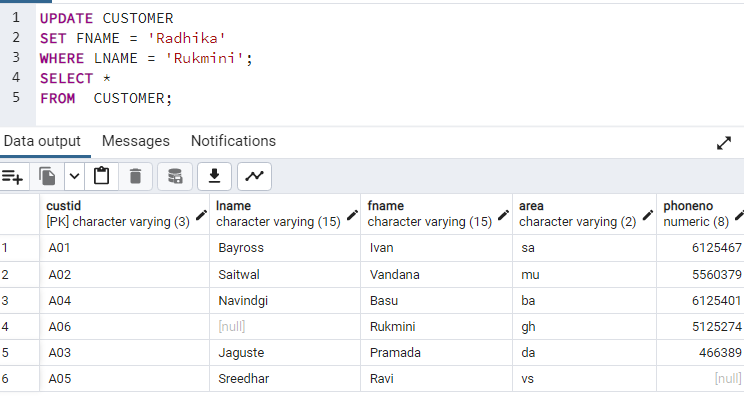 1 UPDATE CUSTOMER
2 SET FNAME = 'Radhika'
3 WHERE LNAME = 'Rukmini';
4 SELECT *
5 FROM  CUSTOMER;
Data output Messages Notifications
custid lname fname area phoneno
[PK] character varying (3) character varying (15) character varying (15) character varying (2) numeric (8)
1 A01 Bayross Ivan sa 6125467
2 A02 Saitwal Vandana mu 5560379
3 A04 Navindgi Basu ba 6125401
4 A06 [null] Rukmini gh 5125274
5 A03 Jaguste Pramada da 466389
6 A05 Sreedhar Ravi vs [null]